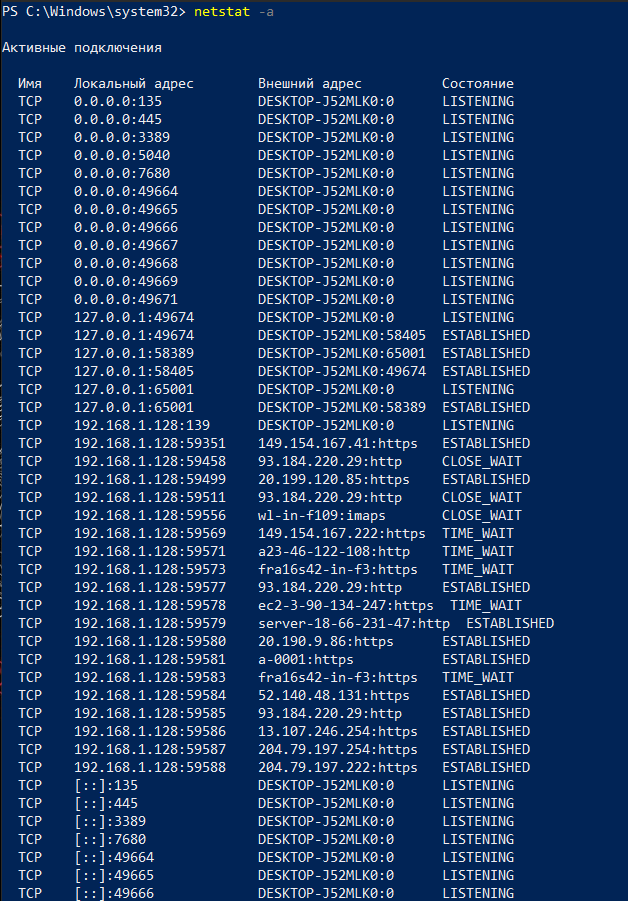 PS C:\Windows\system32> netstat -a
Активные подключения
Имя Локальный адрес Внешний адрес Состояние
TCP 0.0.0.0:135 DESKTOP-J52MLK0:0 LISTENING
TCP 0.0.0.0:445 DESKTOP-J52MLK0:0 LISTENING
TCP 0.0.0.0:3389 DESKTOP-J52MLK0:0 LISTENING
TCP 0.0.0.0:5040 DESKTOP-J52MLK0:0 LISTENING
TCP 0.0.0.0:7680 DESKTOP-J52MLK0:0 LISTENING
TCP 0.0.0.0:49664 DESKTOP-J52MLK0:0 LISTENING
TCP 0.0.0.0:49665 DESKTOP-J52MLK0:0 LISTENING
TCP 0.0.0.0:49666 DESKTOP-J52MLK0:0 LISTENING
TCP 0.0.0.0:49667 DESKTOP-J52MLK0:0 LISTENING
TCP 0.0.0.0:49668 DESKTOP-J52MLK0:0 LISTENING
TCP 0.0.0.0:49669 DESKTOP-J52MLK0:0 LISTENING
TCP 0.0.0.0:49671 DESKTOP-J52MLK0:0 LISTENING
TCP 127.0.0.1:49674 DESKTOP-J52MLK0:0 LISTENING
TCP 127.0.0.1:49674 DESKTOP-J52MLK0:58405 ESTABLISHED
TCP 127.0.0.1:58389 DESKTOP-J52MLK0:65001 ESTABLISHED
TCP 127.0.0.1:58405 DESKTOP-J52MLK0:49674 ESTABLISHED
TCP 127.0.0.1:65001 DESKTOP-J52MLK0:0 LISTENING
TCP 127.0.0.1:65001 DESKTOP-J52MLK0:58389 ESTABLISHED
TCP 192.168.1.128:139 DESKTOP-J52MLK0:0 LISTENING
TCP 192.168.1.128:59351 149.154.167.41:https ESTABLISHED
TCP 192.168.1.128:59458 93.184.220.29:http CLOSE_WAIT
TCP 192.168.1.128:59499 20.199.120.85:https ESTABLISHED
TCP 192.168.1.128:59511 93.184.220.29:http CLOSE_WAIT
TCP 192.168.1.128:59556 wl-in-f109:imaps CLOSE_WAIT
TCP 192.168.1.128:59569 149.154.167.222:https TIME_WAIT
TCP 192.168.1.128:59571 a23-46-122-108:http TIME_WAIT
TCP 192.168.1.128:59573 fra16s42-in-f3:https TIME_WAIT
TCP 192.168.1.128:59577 93.184.220.29:http ESTABLISHED
TCP 192.168.1.128:59578 ec2-3-90-134-247:https TIME_WAIT
TCP 192.168.1.128:59579 server-18-66-231-47:http ESTABLISHED
TCP 192.168.1.128:59580 20.190.9.86:https ESTABLISHED
TCP 192.168.1.128:59581 a-0001:https ESTABLISHED
TCP 192.168.1.128:59583 fra16s42-in-f3:https TIME_WAIT
TCP 192.168.1.128:59584 52.140.48.131:https ESTABLISHED
TCP 192.168.1.128:59585 93.184.220.29:http ESTABLISHED
TCP 192.168.1.128:59586 13.107.246.254:https ESTABLISHED
TCP 192.168.1.128:59587 204.79.197.254:https ESTABLISHED
TCP 192.168.1.128:59588 204.79.197.222:https ESTABLISHED
TCP [::]:135 DESKTOP-J52MLK0:0 LISTENING
TCP [::]:445 DESKTOP-J52MLK0:0 LISTENING
TCP [::]:3389 DESKTOP-J52MLK0:0 LISTENING
TCP [::]:7680 DESKTOP-J52MLK0:0 LISTENING
TCP [::]:49664 DESKTOP-J52MLK0:0 LISTENING
TCP [::]:49665 DESKTOP-J52MLK0:0 LISTENING
TCP [::]:49666 DESKTOP-J52MLK0:0 LISTENING